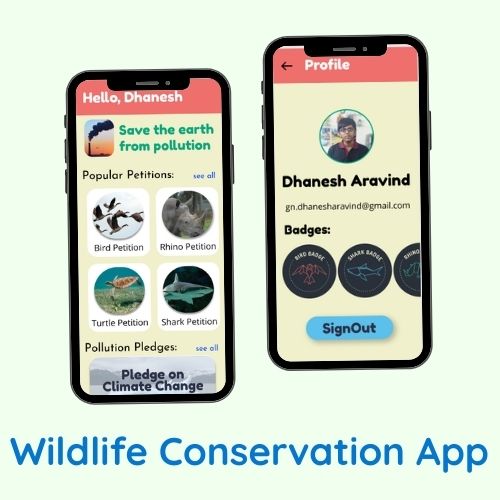 Hello, Dhanesh
Save the earth
from pollution
Popular Petitions:
see all
Bird Petition
Rhino Petition
Turtle Petition
Shark Petition
Pollution Pledges:
see all
Pledge on
Climate Change
Profile
Dhanesh Aravind
gn.dhanesharavind@gmail.com
Badges:
BIRD BADGE
SHARK BADGE
RHINO
SignOut
Wildlife Conservation App